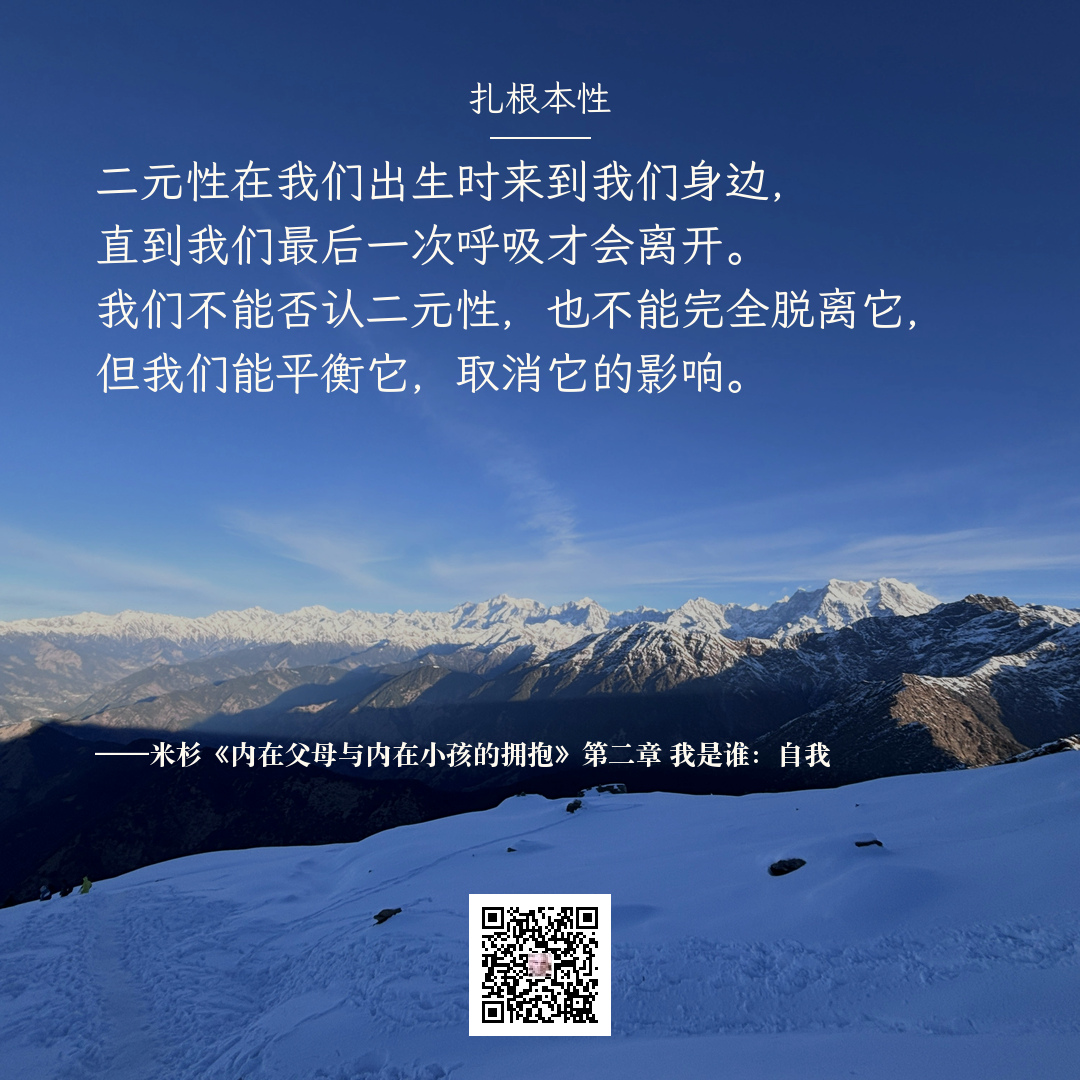 扎根本性
二元性在我们出生时来到我们身边，
直到我们最后一次呼吸才会离开。
我们不能否认二元性，也不能完全脱离它，
但我们能平衡它，取消它的影响。
——米杉《内在父母与内在小孩的拥抱》第二章 我是谁：自我